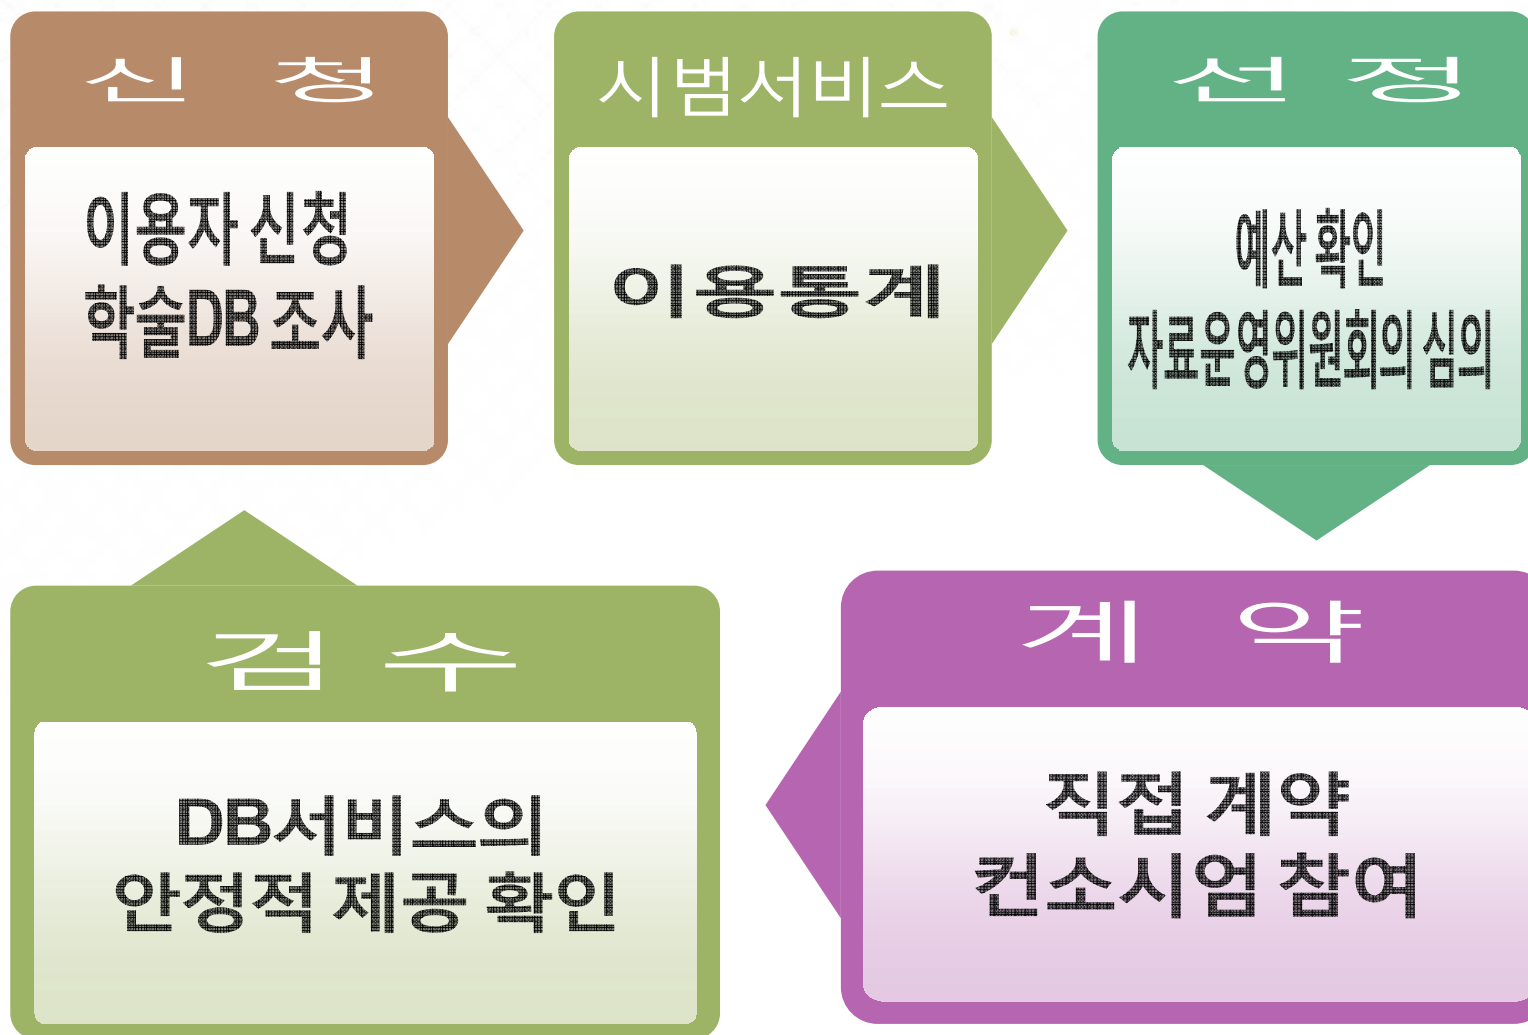 신 청
이용자 신청
학술DB 조사
시범서비스
이용통계
선 정
예산 확인
자료운영위원회의 심의
계 약
직접 계약
컨소시엄 참여
검 수
DB서비스의
안정적 제공 확인